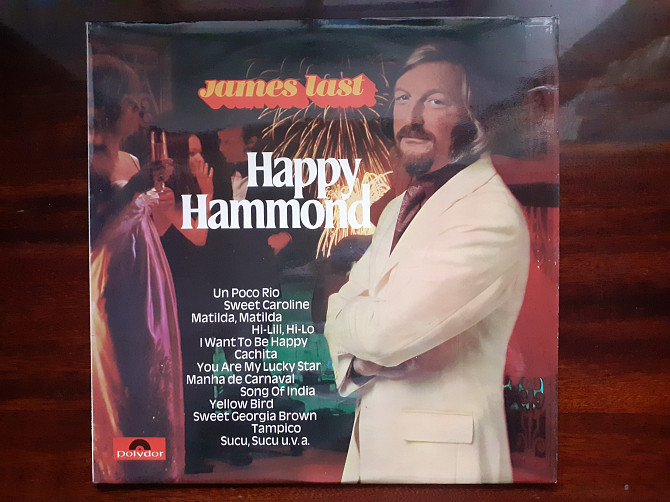 James Last
Happy
Hammond
Un Poco Rio
Sweet Caroline
Matilda, Matilda
Hi-Lili, Hi-Lo
I Want To Be Happy
Cachita
You Are My Lucky Star
Manha de Carnaval
Song Of India
Yellow Bird
Sweet Georgia Brown
Tampico
Sucu, Sucu u.v.a.
polydor